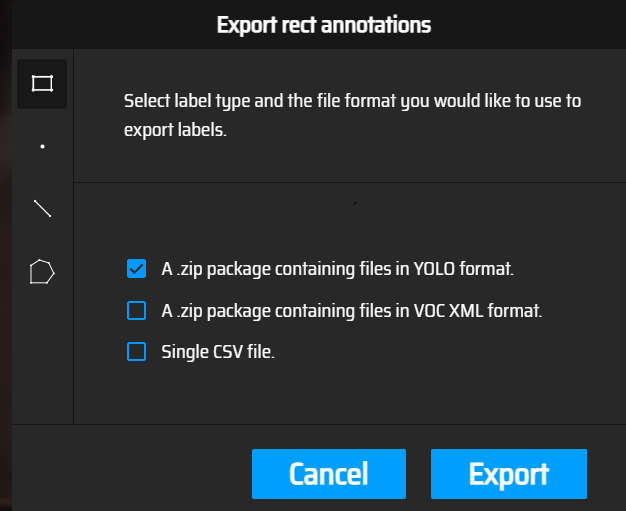 Export rect annotations
Select label type and the file format you would like to use to
export labels.
A .zip package containing files in YOLO format.
A .zip package containing files in VOC XML format.
Single CSV file.
Cancel
Export